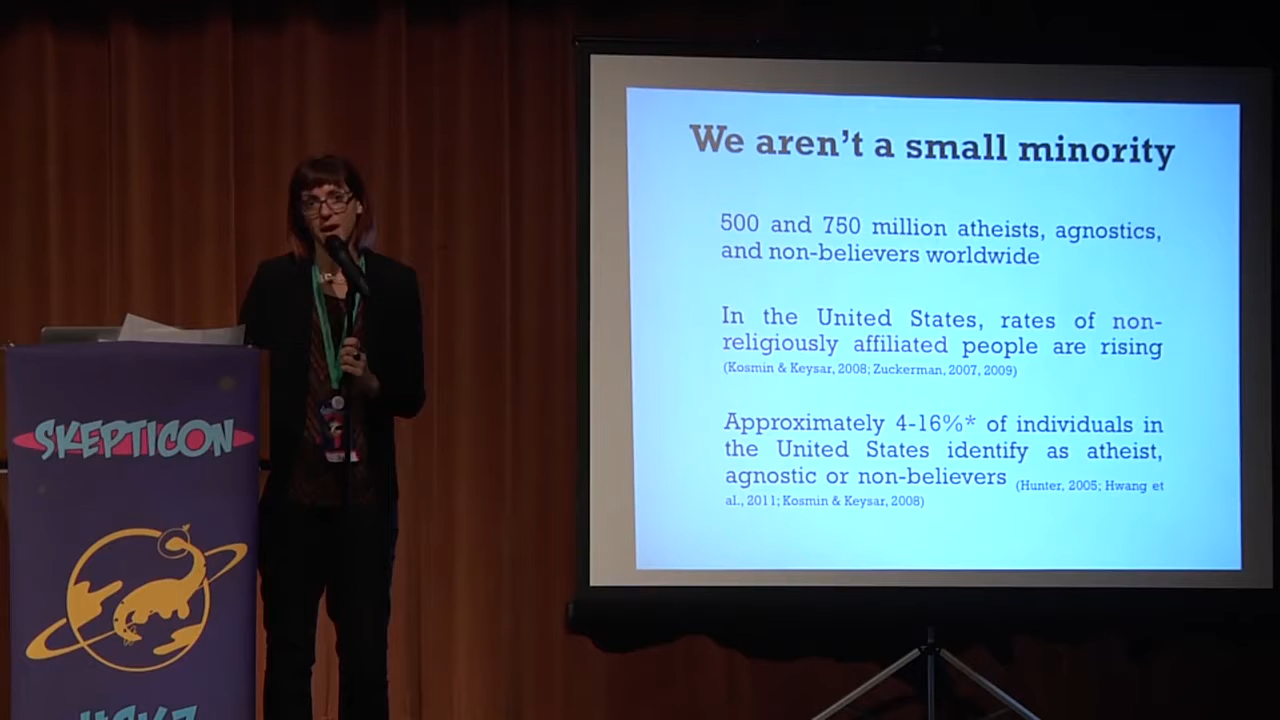 We aren't a small minority
500 and 750 million atheists, agnostics,
and non-believers worldwide
In the United States, rates of non-
religiously affiliated people are rising
(Kosmin & Keysar, 2008; Zuckerman, 2007, 2009)
Approximately 4-16%* of individuals in
the United States identify as atheist,
agnostic or non-believers (Hunter, 2005; Hwang et
al., 2011; Kosmin & Keysar, 2008)
SKEPTICON